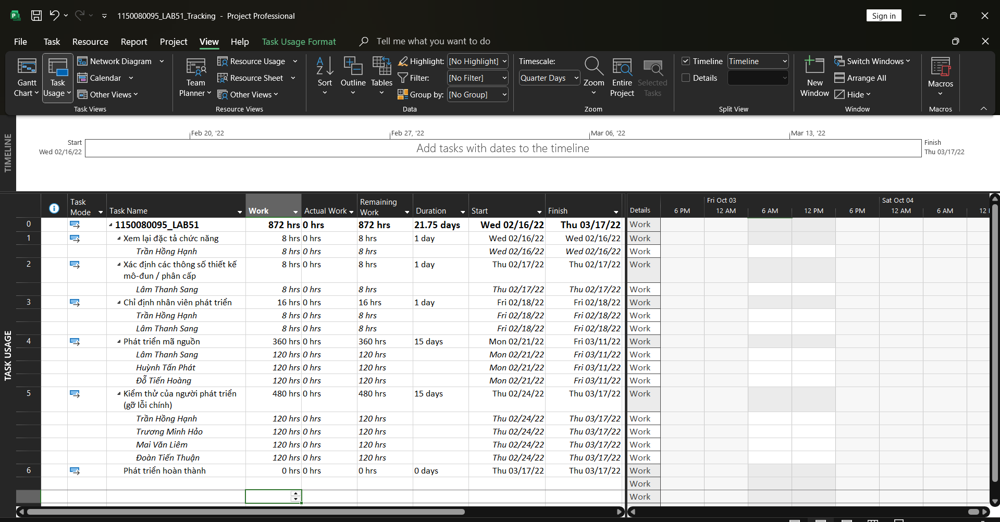 1150080095_LAB51_Tracking - Project Professional
Sign in
File Task Resource Report Project View Help Task Usage Format Tell me what you want to do
Gantt Chart
Task Usage
Network Diagram
Calendar
Other Views
Task Views
Team Planner
Resource Usage
Resource Sheet
Other Views
Resource Views
Sort
Outline
Tables
Highlight: [No Highlight]
Filter: [No Filter]
Group by: [No Group]
Data
Timescale:
Quarter Days
Zoom
Entire Project
Selected Tasks
Zoom
Timeline Timeline
Details
Split View
New Window
Switch Windows
Arrange All
Hide
Window
Macros
Macros
TIMELINE
Feb 20, '22 Feb 27, '22 Mar 06, '22 Mar 13, '22
Start
Wed 02/16/22
Add tasks with dates to the timeline
Finish
Thu 03/17/22
TASK USAGE
Task Mode Task Name Work Actual Work Remaining Work Duration Start Finish Details
Fri Oct 03 Sat Oct 04
6 PM 12 AM 6 AM 12 PM 6 PM 12 AM 6 AM
0 1150080095_LAB51 872 hrs 0 hrs 872 hrs 21.75 days Wed 02/16/22 Thu 03/17/22 Work
1 Xem lại đặc tả chức năng 8 hrs 0 hrs 8 hrs 1 day Wed 02/16/22 Wed 02/16/22 Work
Trần Hồng Hạnh 8 hrs 0 hrs 8 hrs Wed 02/16/22 Wed 02/16/22 Work
2 Xác định các thông số thiết kế 8 hrs 0 hrs 8 hrs 1 day Thu 02/17/22 Thu 02/17/22 Work
mô-đun / phân cấp
Lâm Thanh Sang 8 hrs 0 hrs 8 hrs Thu 02/17/22 Thu 02/17/22 Work
3 Chỉ định nhân viên phát triển 16 hrs 0 hrs 16 hrs 1 day Fri 02/18/22 Fri 02/18/22 Work
Trần Hồng Hạnh 8 hrs 0 hrs 8 hrs Fri 02/18/22 Fri 02/18/22 Work
Lâm Thanh Sang 8 hrs 0 hrs 8 hrs Fri 02/18/22 Fri 02/18/22 Work
4 Phát triển mã nguồn 360 hrs 0 hrs 360 hrs 15 days Mon 02/21/22 Fri 03/11/22 Work
Lâm Thanh Sang 120 hrs 0 hrs 120 hrs Mon 02/21/22 Fri 03/11/22 Work
Huỳnh Tấn Phát 120 hrs 0 hrs 120 hrs Mon 02/21/22 Fri 03/11/22 Work
Đỗ Tiến Hoàng 120 hrs 0 hrs 120 hrs Mon 02/21/22 Fri 03/11/22 Work
5 Kiểm thử của người phát triển 480 hrs 0 hrs 480 hrs 15 days Thu 02/24/22 Thu 03/17/22 Work
(gỡ lỗi chính)
Trần Hồng Hạnh 120 hrs 0 hrs 120 hrs Thu 02/24/22 Thu 03/17/22 Work
Trương Minh Hảo 120 hrs 0 hrs 120 hrs Thu 02/24/22 Thu 03/17/22 Work
Mai Văn Liêm 120 hrs 0 hrs 120 hrs Thu 02/24/22 Thu 03/17/22 Work
Đoàn Tiến Thuận 120 hrs 0 hrs 120 hrs Thu 02/24/22 Thu 03/17/22 Work
6 Phát triển hoàn thành 0 hrs 0 hrs 0 hrs 0 days Thu 03/17/22 Thu 03/17/22 Work
Work
Work